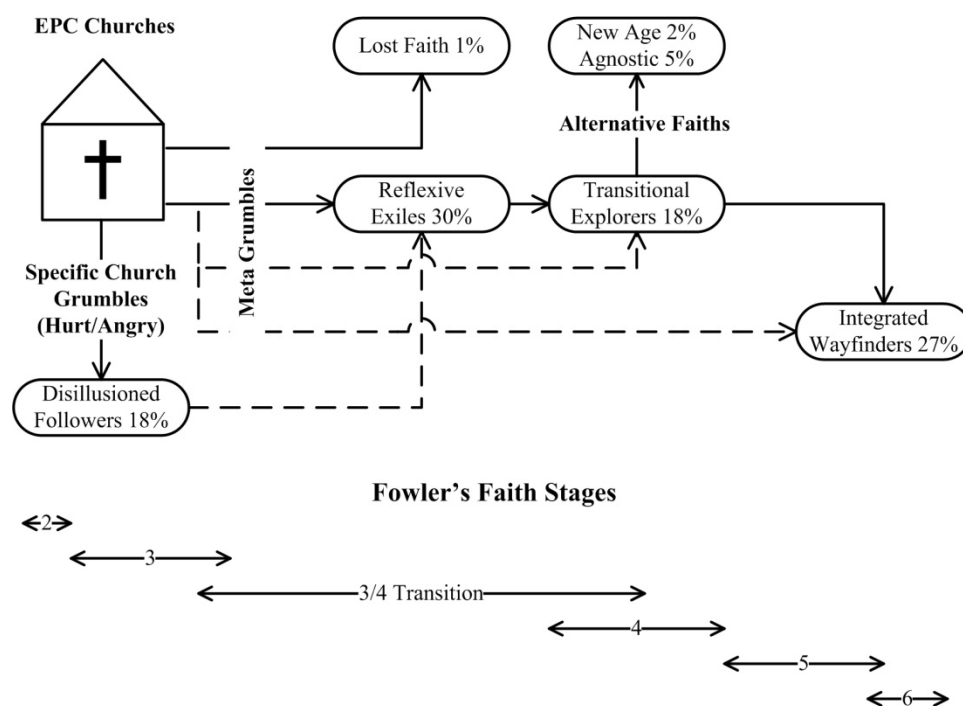 EPC Churches
Lost Faith 1%
New Age 2%
Agnostic 5%
Alternative Faiths
Meta Grumbles
Reflexive
Exiles 30%
Transitional
Explorers 18%
Specific Church
Grumbles
(Hurt/Angry)
Integrated
Wayfinders 27%
Disillusioned
Followers 18%
Fowler's Faith Stages
2
3
3/4 Transition
4
5
6